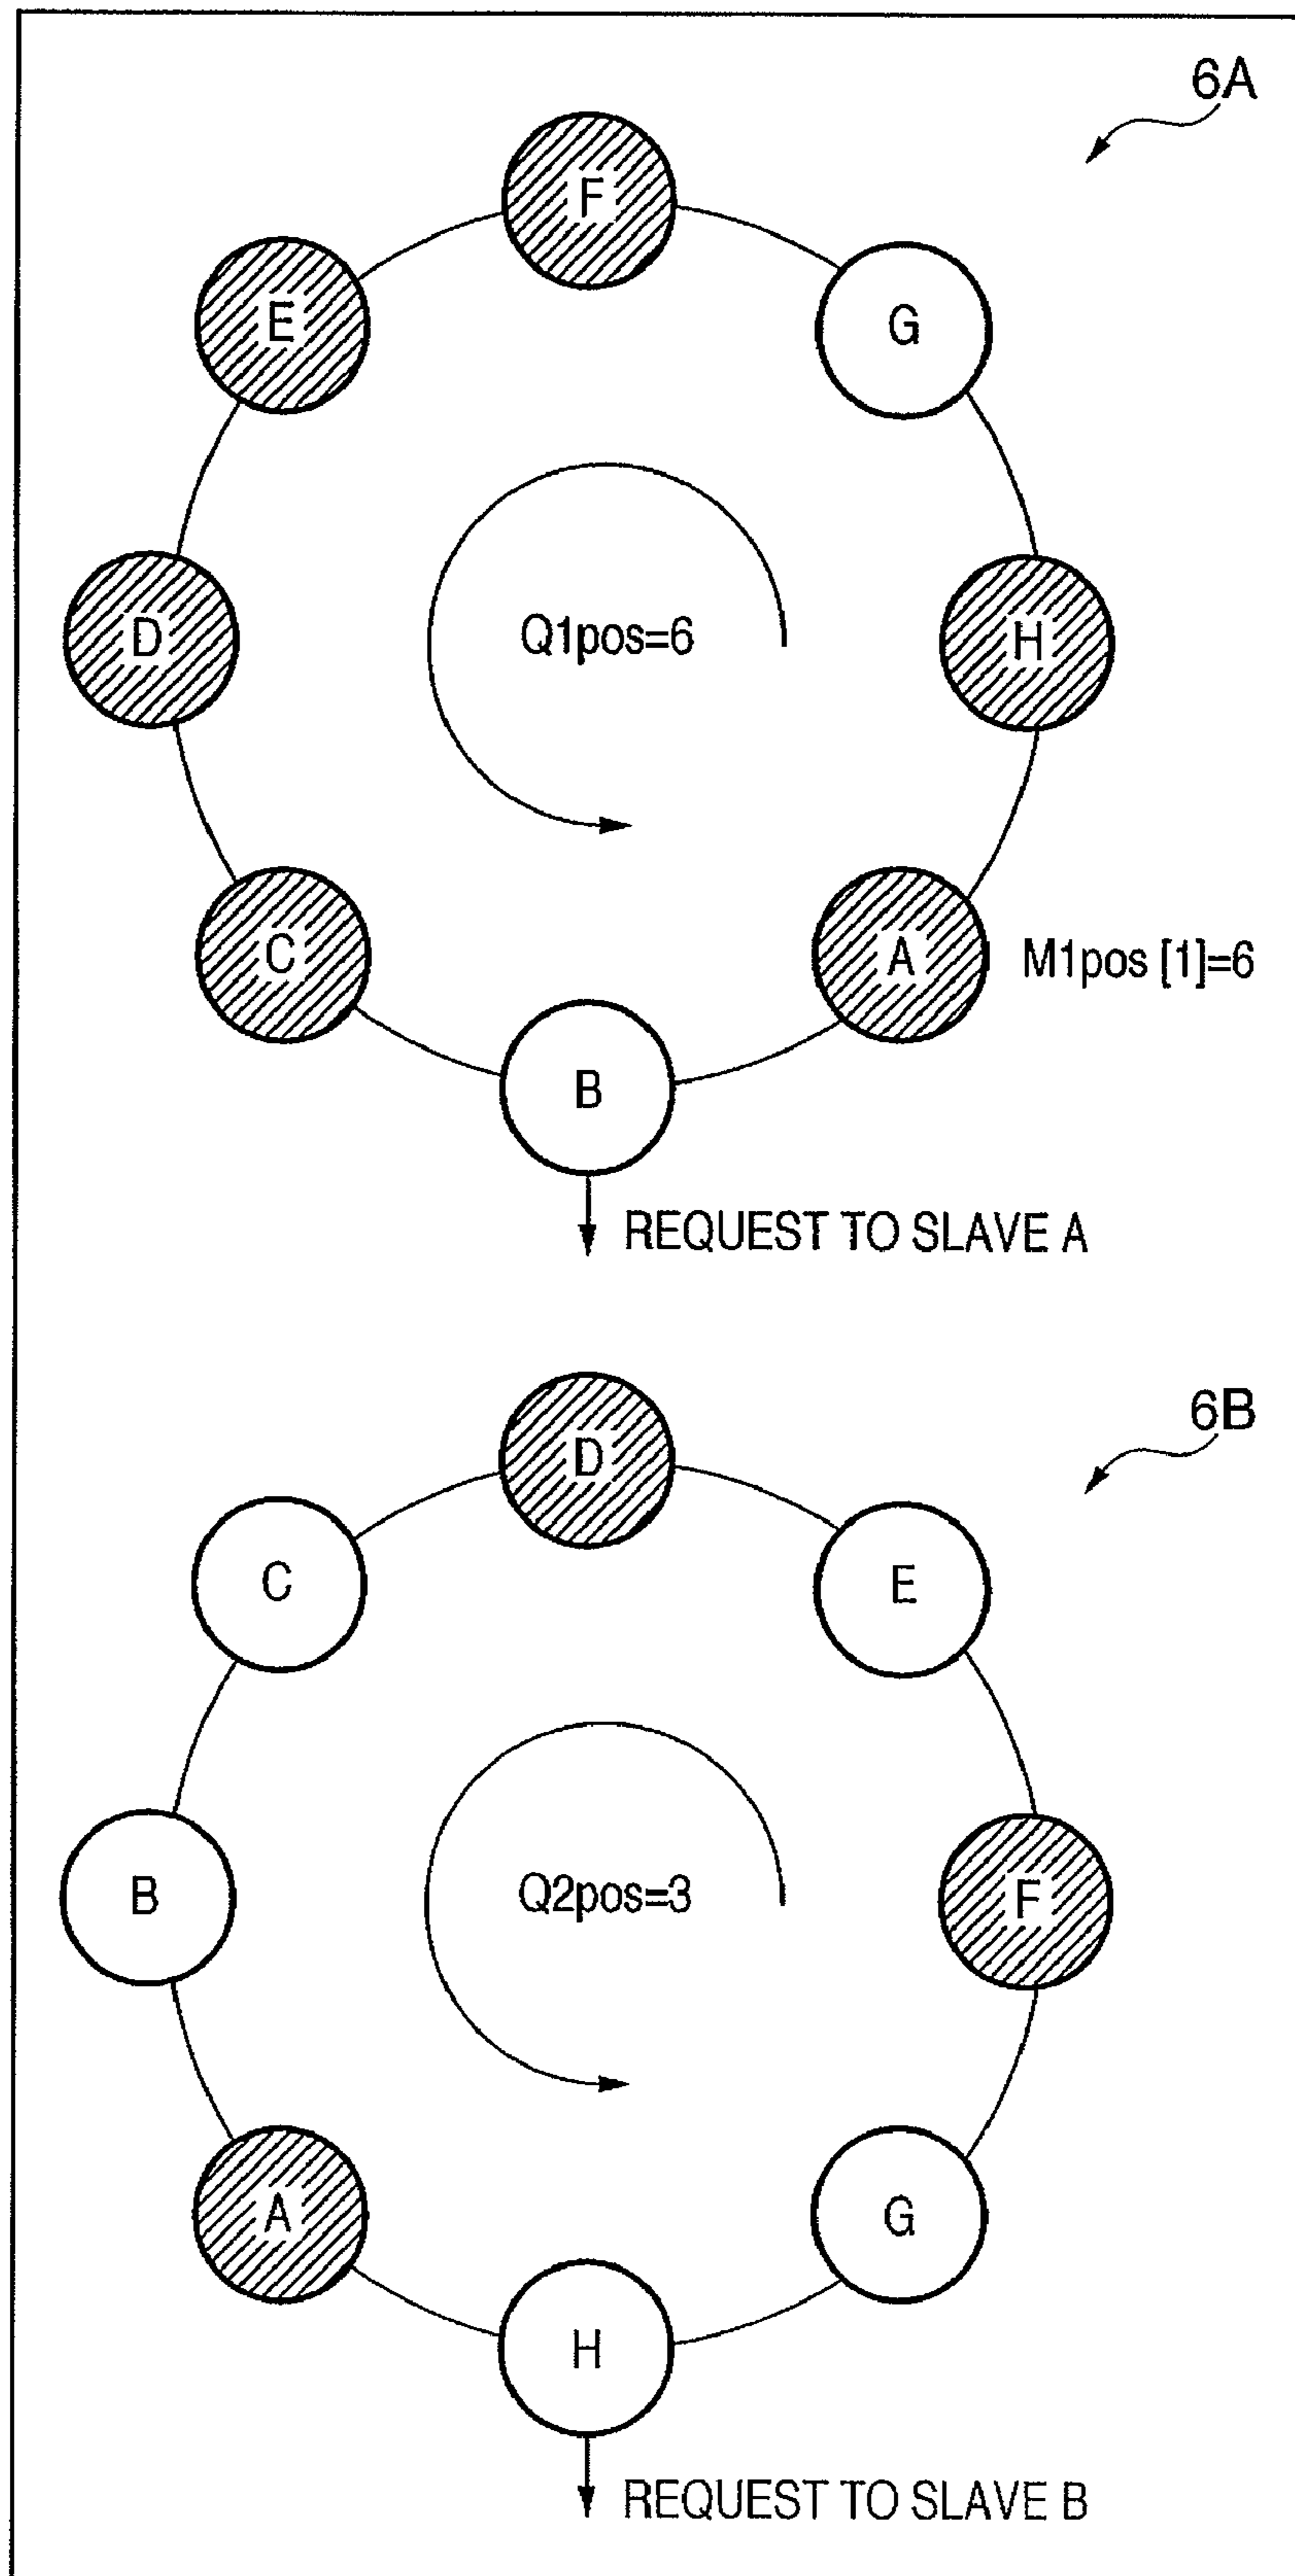 6A
F
E
G
Q1pos=6
D
H
C
A
M1pos [1]=6
B
REQUEST TO SLAVE A
6B
D
C
E
Q2pos=3
B
F
A
G
H
REQUEST TO SLAVE B